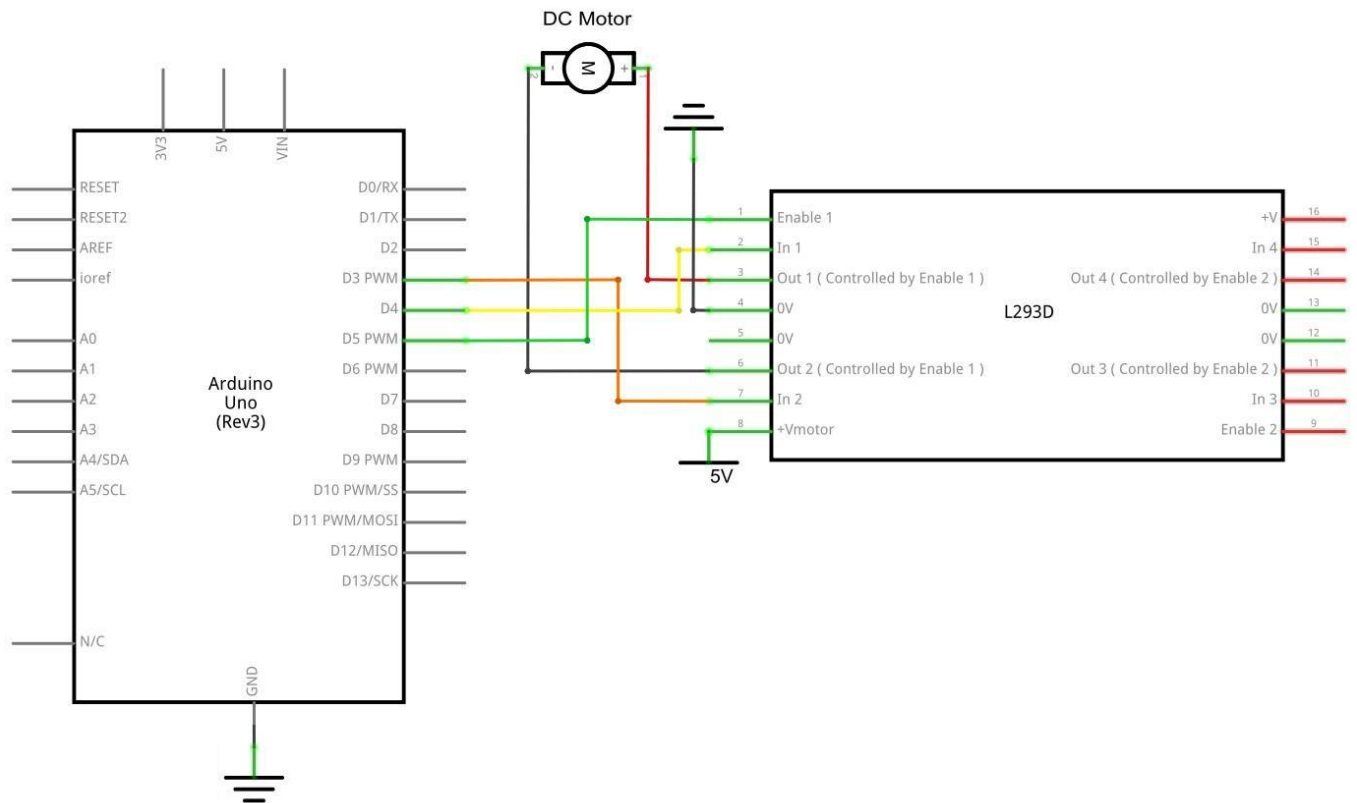 DC Motor
2
-
M
+
1
3V3
5V
VIN
RESET
RESET2
AREF
ioref
A0
A1
A2
A3
A4/SDA
A5/SCL
N/C
Arduino
Uno
(Rev3)
D0/RX
D1/TX
D2
D3 PWM
D4
D5 PWM
D6 PWM
D7
D8
D9 PWM
D10 PWM/SS
D11 PWM/MOSI
D12/MISO
D13/SCK
GND
1 Enable 1
2 In 1
3 Out 1 ( Controlled by Enable 1 )
4 0V
5 0V
6 Out 2 ( Controlled by Enable 1 )
7 In 2
8 +Vmotor
5V
L293D
+V 16
In 4 15
Out 4 ( Controlled by Enable 2 ) 14
0V 13
0V 12
Out 3 ( Controlled by Enable 2 ) 11
In 3 10
Enable 2 9